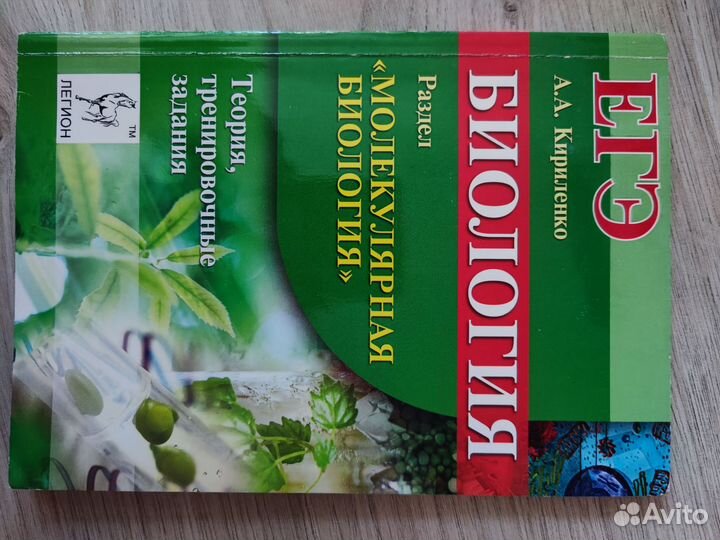 ЕГЭ
А.А. Кириленко
БИОЛОГИЯ
Раздел
«МОЛЕКУЛЯРНАЯ
БИОЛОГИЯ»
Теория,
тренировочные
задания
TM
ЛЕГИОН
Avito